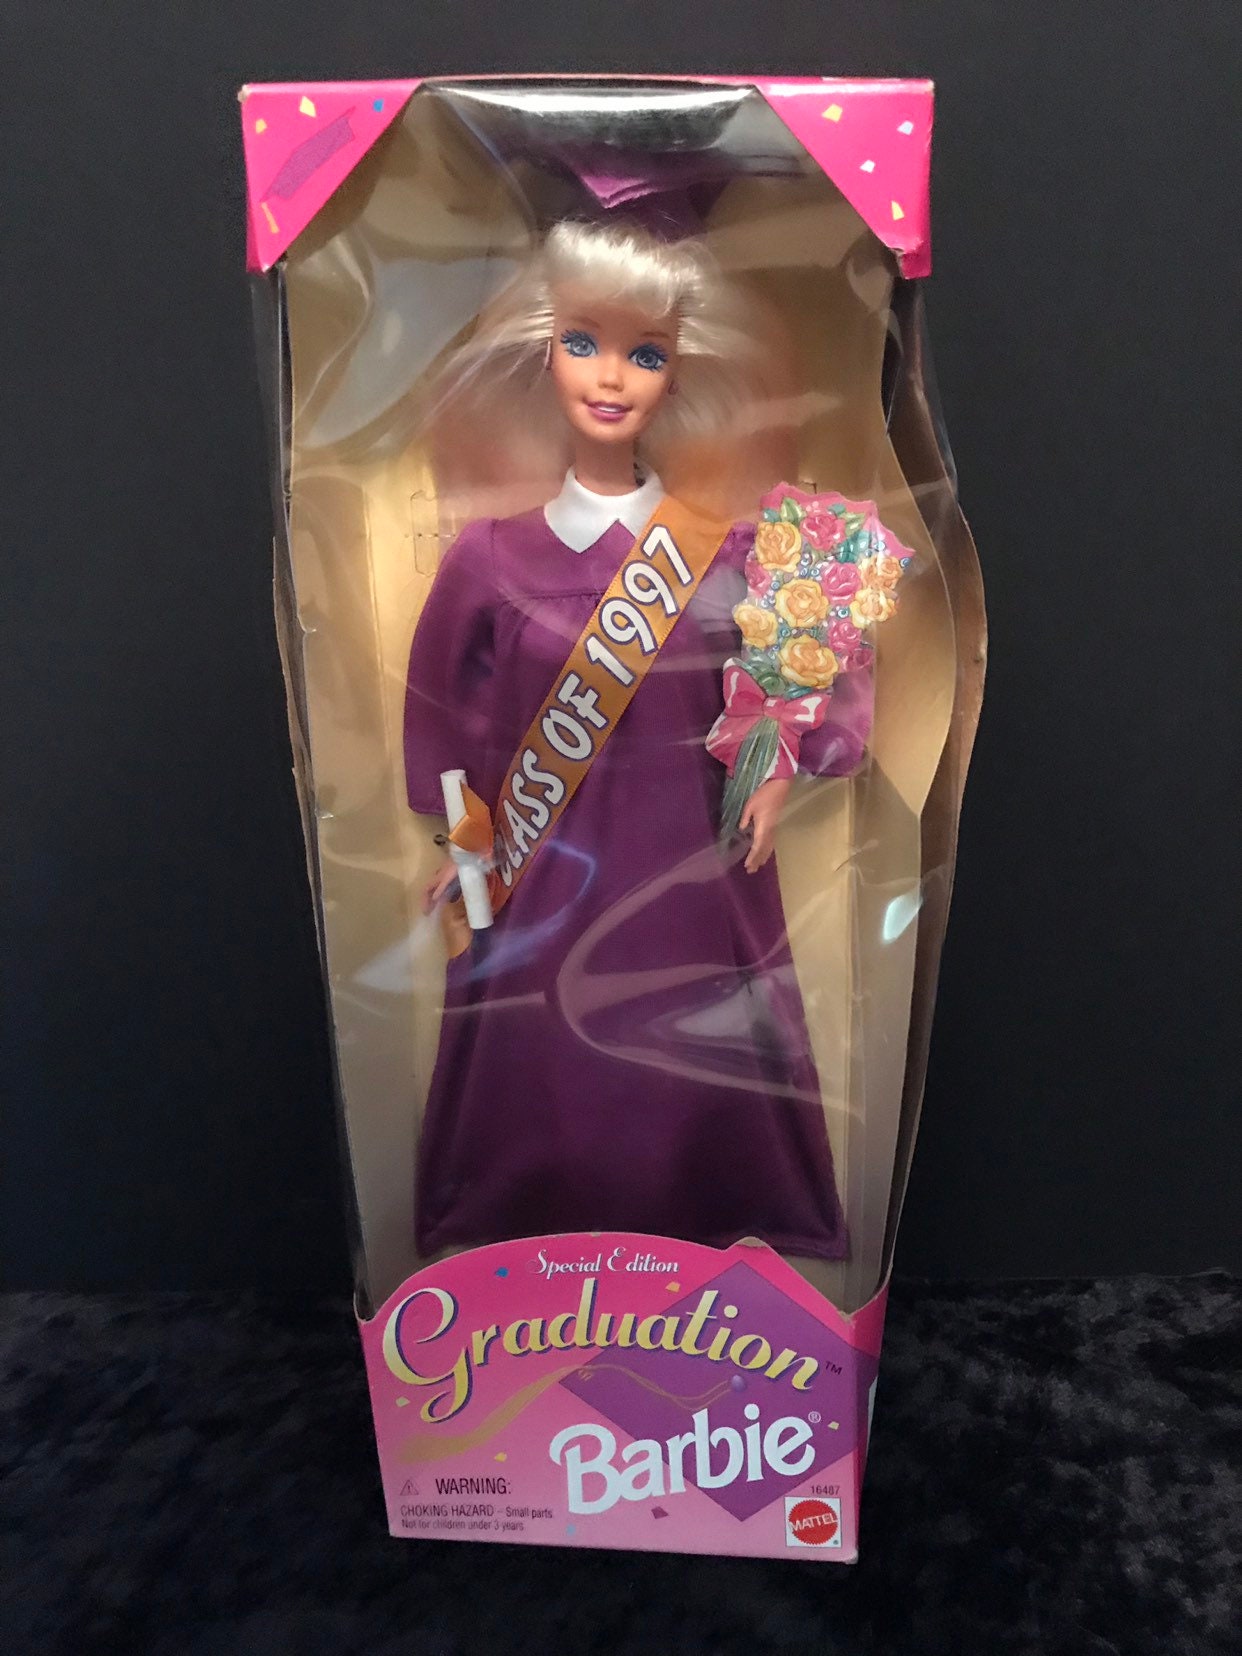 CLASS OF 1997
Special Edition
Graduation™
Barbie®
⚠ WARNING:
CHOKING HAZARD - Small parts
Not for children under 3 years
16487
MATTEL
®